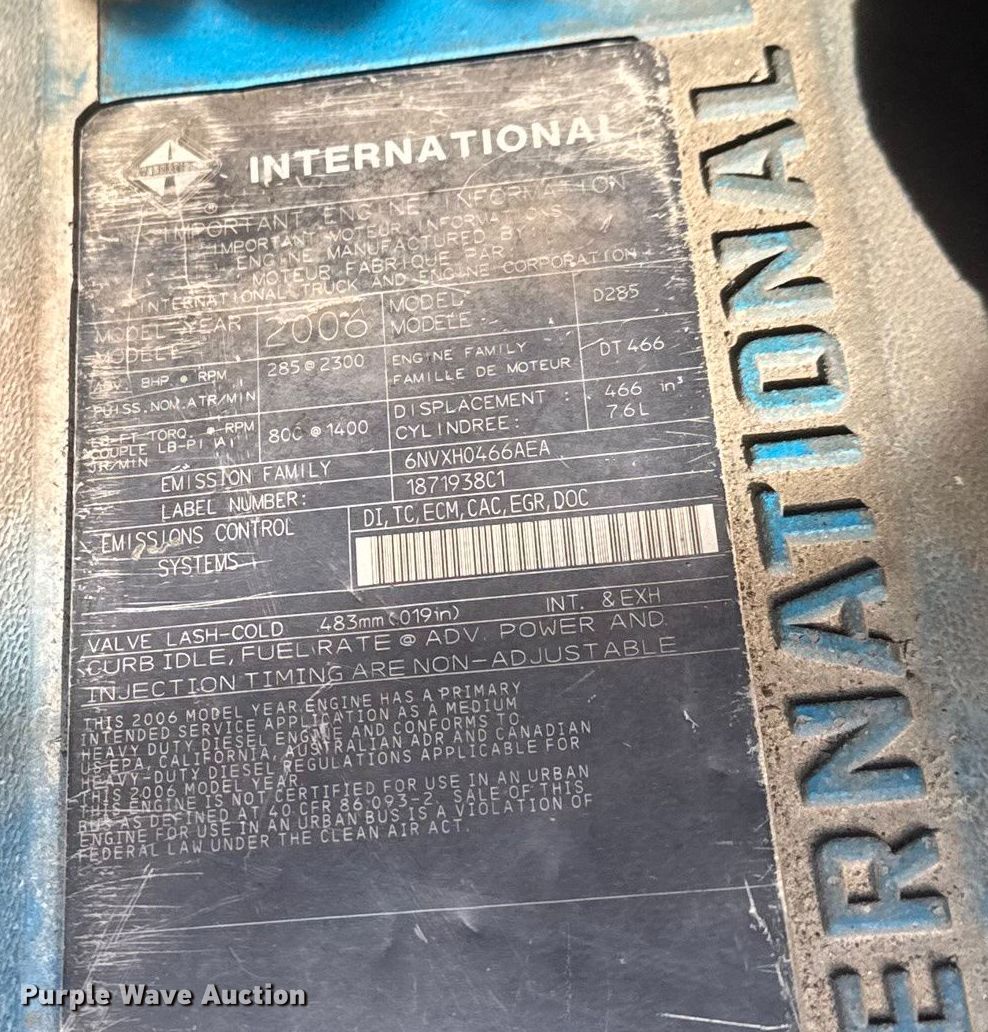 INTERNATIONAL
INTERNATIONAL
®
IMPORTANT ENGINE INFORMATION
IMPORTANT MOTEUR INFORMATIONS
ENGINE MANUFACTURED BY
MOTEUR FABRIQUE PAR
INTERNATIONAL TRUCK AND ENGINE CORPORATION
MODEL YEAR
MODELE
2006
MODEL
MODELE
D285
ADV. BHP. @ RPM
PUISS.NOM.ATR/MIN
285 @ 2300
ENGINE FAMILY
FAMILLE DE MOTEUR
DT 466
LB-FT TORQ. @ RPM
COUPLE LB-PI (A)
TR/MIN
800 @ 1400
DISPLACEMENT :
CYLINDREE:
466 in³
7.6L
EMISSION FAMILY
6NVXH0466AEA
LABEL NUMBER:
1871938C1
EMISSIONS CONTROL
SYSTEMS
DI,TC,ECM,CAC,EGR,DOC
VALVE LASH-COLD .483mm (.019in) INT. & EXH
CURB IDLE, FUEL RATE @ ADV. POWER AND
INJECTION TIMING ARE NON-ADJUSTABLE
THIS 2006 MODEL YEAR ENGINE HAS A PRIMARY
INTENDED SERVICE APPLICATION AS A MEDIUM
HEAVY DUTY DIESEL ENGINE AND CONFORMS TO
US EPA, CALIFORNIA, AUSTRALIAN ADR AND CANADIAN
HEAVY-DUTY DIESEL REGULATIONS APPLICABLE FOR
THIS 2006 MODEL YEAR.
THIS ENGINE IS NOT CERTIFIED FOR USE IN AN URBAN
BUS AS DEFINED AT 40 CFR 86.093-2. SALE OF THIS
ENGINE FOR USE IN AN URBAN BUS IS A VIOLATION OF
FEDERAL LAW UNDER THE CLEAN AIR ACT.
ERNATIONAL
Purple Wave Auction